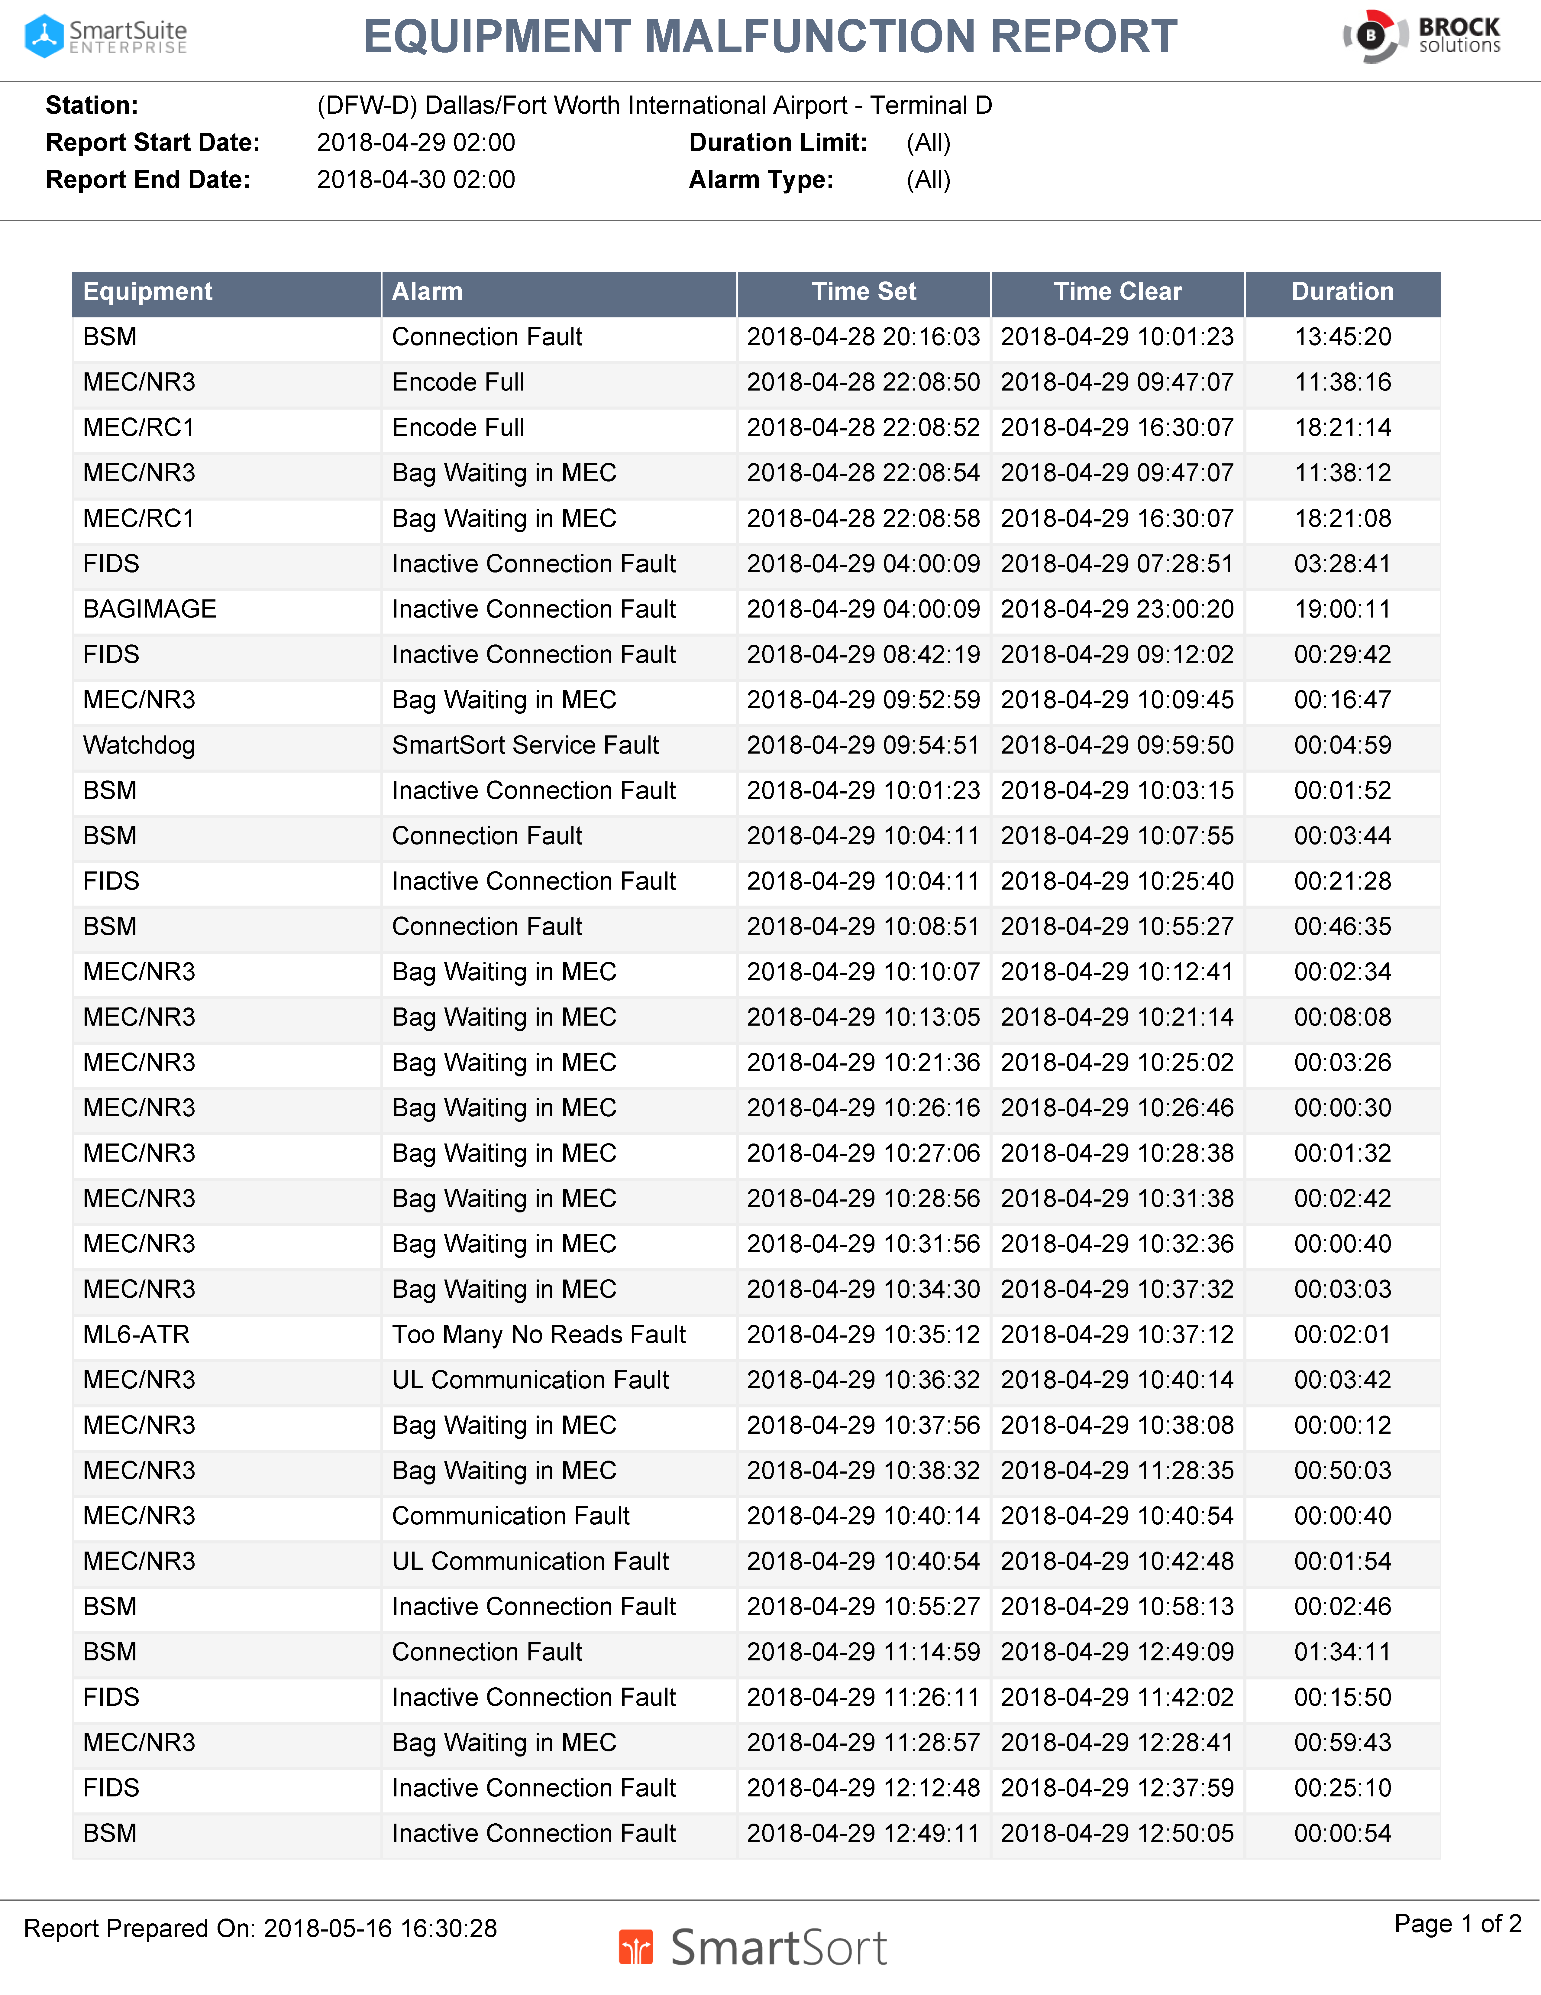 SmartSuite
ENTERPRISE
EQUIPMENT MALFUNCTION REPORT
B
BROCK
solutions
Station: (DFW-D) Dallas/Fort Worth International Airport - Terminal D
Report Start Date: 2018-04-29 02:00 Duration Limit: (All)
Report End Date: 2018-04-30 02:00 Alarm Type: (All)
Equipment Alarm Time Set Time Clear Duration
BSM Connection Fault 2018-04-28 20:16:03 2018-04-29 10:01:23 13:45:20
MEC/NR3 Encode Full 2018-04-28 22:08:50 2018-04-29 09:47:07 11:38:16
MEC/RC1 Encode Full 2018-04-28 22:08:52 2018-04-29 16:30:07 18:21:14
MEC/NR3 Bag Waiting in MEC 2018-04-28 22:08:54 2018-04-29 09:47:07 11:38:12
MEC/RC1 Bag Waiting in MEC 2018-04-28 22:08:58 2018-04-29 16:30:07 18:21:08
FIDS Inactive Connection Fault 2018-04-29 04:00:09 2018-04-29 07:28:51 03:28:41
BAGIMAGE Inactive Connection Fault 2018-04-29 04:00:09 2018-04-29 23:00:20 19:00:11
FIDS Inactive Connection Fault 2018-04-29 08:42:19 2018-04-29 09:12:02 00:29:42
MEC/NR3 Bag Waiting in MEC 2018-04-29 09:52:59 2018-04-29 10:09:45 00:16:47
Watchdog SmartSort Service Fault 2018-04-29 09:54:51 2018-04-29 09:59:50 00:04:59
BSM Inactive Connection Fault 2018-04-29 10:01:23 2018-04-29 10:03:15 00:01:52
BSM Connection Fault 2018-04-29 10:04:11 2018-04-29 10:07:55 00:03:44
FIDS Inactive Connection Fault 2018-04-29 10:04:11 2018-04-29 10:25:40 00:21:28
BSM Connection Fault 2018-04-29 10:08:51 2018-04-29 10:55:27 00:46:35
MEC/NR3 Bag Waiting in MEC 2018-04-29 10:10:07 2018-04-29 10:12:41 00:02:34
MEC/NR3 Bag Waiting in MEC 2018-04-29 10:13:05 2018-04-29 10:21:14 00:08:08
MEC/NR3 Bag Waiting in MEC 2018-04-29 10:21:36 2018-04-29 10:25:02 00:03:26
MEC/NR3 Bag Waiting in MEC 2018-04-29 10:26:16 2018-04-29 10:26:46 00:00:30
MEC/NR3 Bag Waiting in MEC 2018-04-29 10:27:06 2018-04-29 10:28:38 00:01:32
MEC/NR3 Bag Waiting in MEC 2018-04-29 10:28:56 2018-04-29 10:31:38 00:02:42
MEC/NR3 Bag Waiting in MEC 2018-04-29 10:31:56 2018-04-29 10:32:36 00:00:40
MEC/NR3 Bag Waiting in MEC 2018-04-29 10:34:30 2018-04-29 10:37:32 00:03:03
ML6-ATR Too Many No Reads Fault 2018-04-29 10:35:12 2018-04-29 10:37:12 00:02:01
MEC/NR3 UL Communication Fault 2018-04-29 10:36:32 2018-04-29 10:40:14 00:03:42
MEC/NR3 Bag Waiting in MEC 2018-04-29 10:37:56 2018-04-29 10:38:08 00:00:12
MEC/NR3 Bag Waiting in MEC 2018-04-29 10:38:32 2018-04-29 11:28:35 00:50:03
MEC/NR3 Communication Fault 2018-04-29 10:40:14 2018-04-29 10:40:54 00:00:40
MEC/NR3 UL Communication Fault 2018-04-29 10:40:54 2018-04-29 10:42:48 00:01:54
BSM Inactive Connection Fault 2018-04-29 10:55:27 2018-04-29 10:58:13 00:02:46
BSM Connection Fault 2018-04-29 11:14:59 2018-04-29 12:49:09 01:34:11
FIDS Inactive Connection Fault 2018-04-29 11:26:11 2018-04-29 11:42:02 00:15:50
MEC/NR3 Bag Waiting in MEC 2018-04-29 11:28:57 2018-04-29 12:28:41 00:59:43
FIDS Inactive Connection Fault 2018-04-29 12:12:48 2018-04-29 12:37:59 00:25:10
BSM Inactive Connection Fault 2018-04-29 12:49:11 2018-04-29 12:50:05 00:00:54
Report Prepared On: 2018-05-16 16:30:28
SmartSort
Page 1 of 2